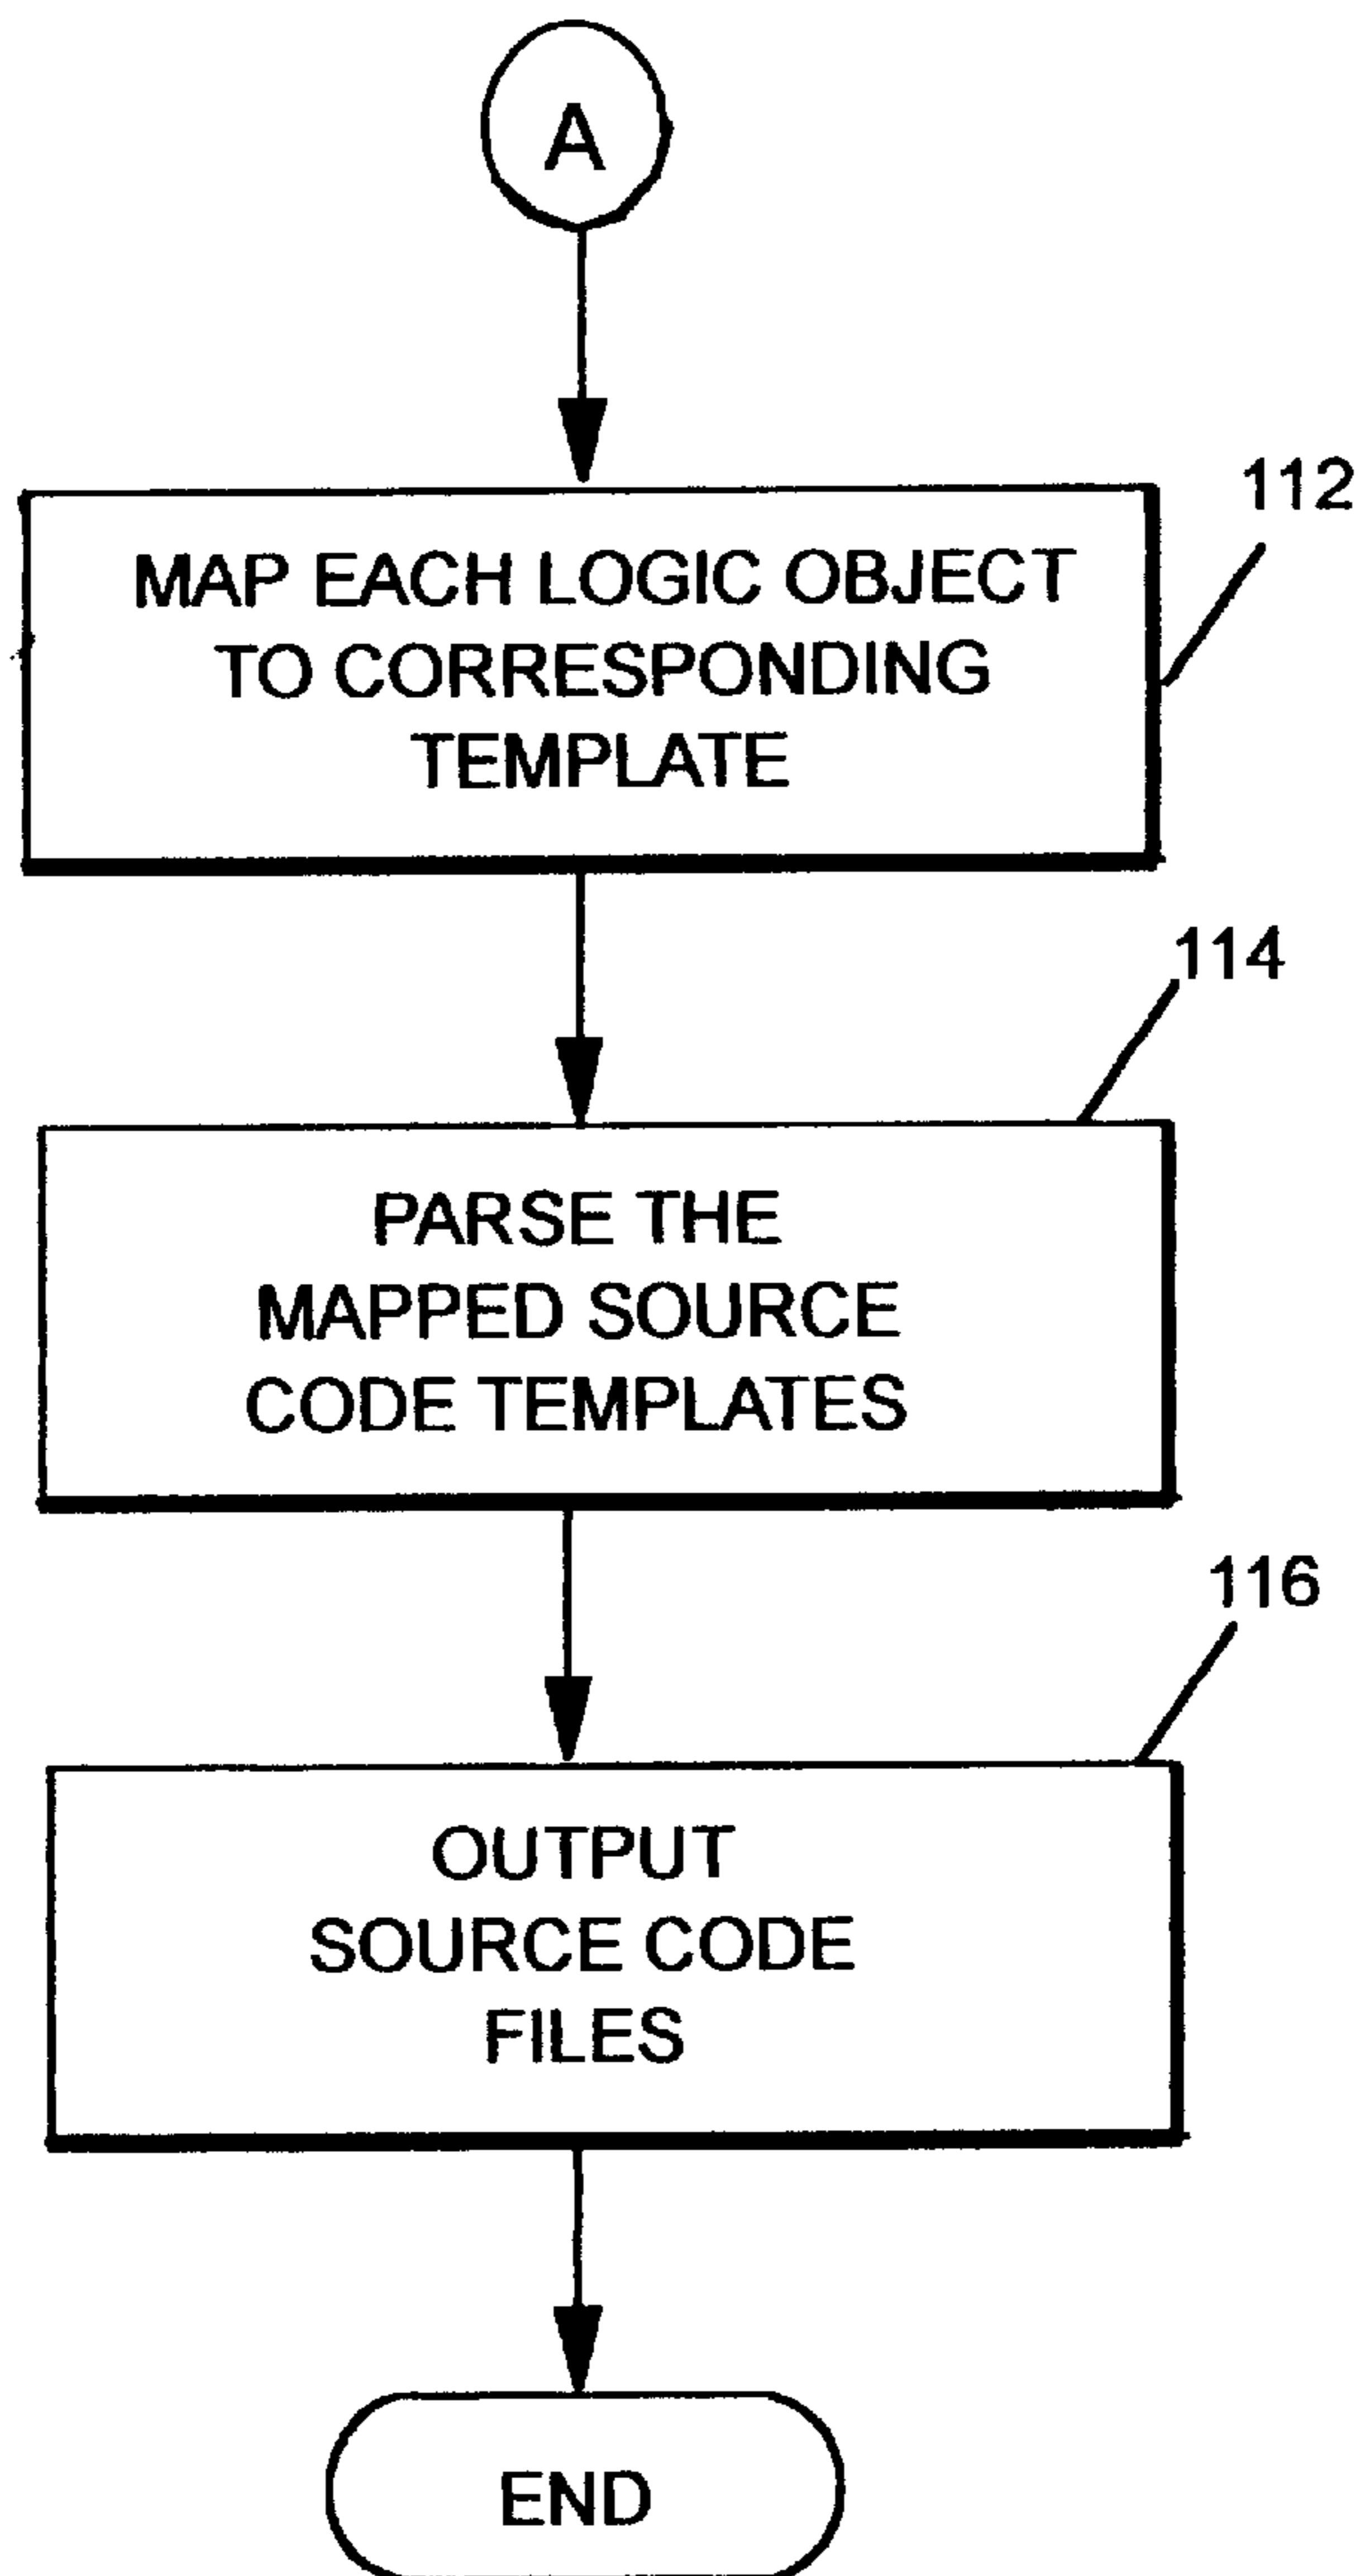 A
112
MAP EACH LOGIC OBJECT
TO CORRESPONDING
TEMPLATE
114
PARSE THE
MAPPED SOURCE
CODE TEMPLATES
116
OUTPUT
SOURCE CODE
FILES
END